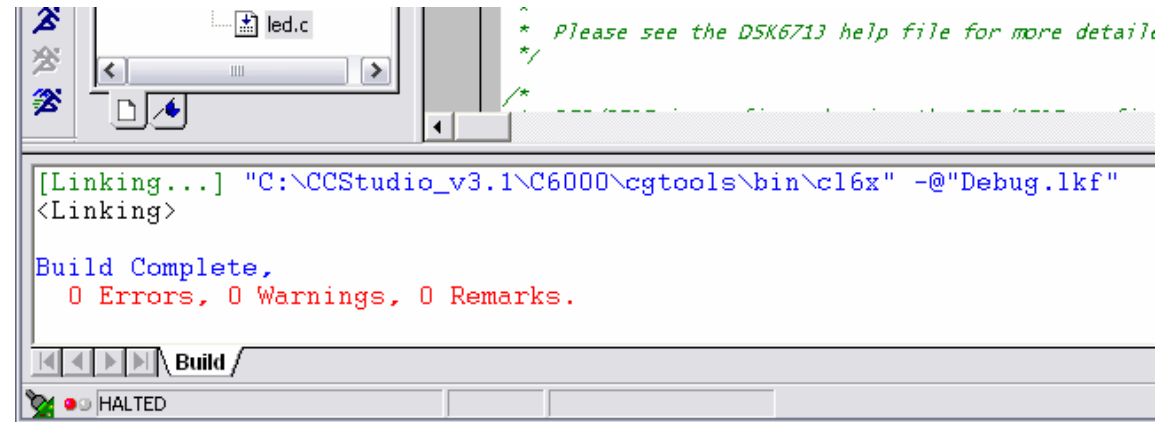 led.c
* Please see the DSK6713 help file for more detaile
*/
/*
[Linking...] "C:\CCStudio_v3.1\C6000\cgtools\bin\cl6x" -@"Debug.lkf"
<Linking>
Build Complete,
0 Errors, 0 Warnings, 0 Remarks.
Build
HALTED